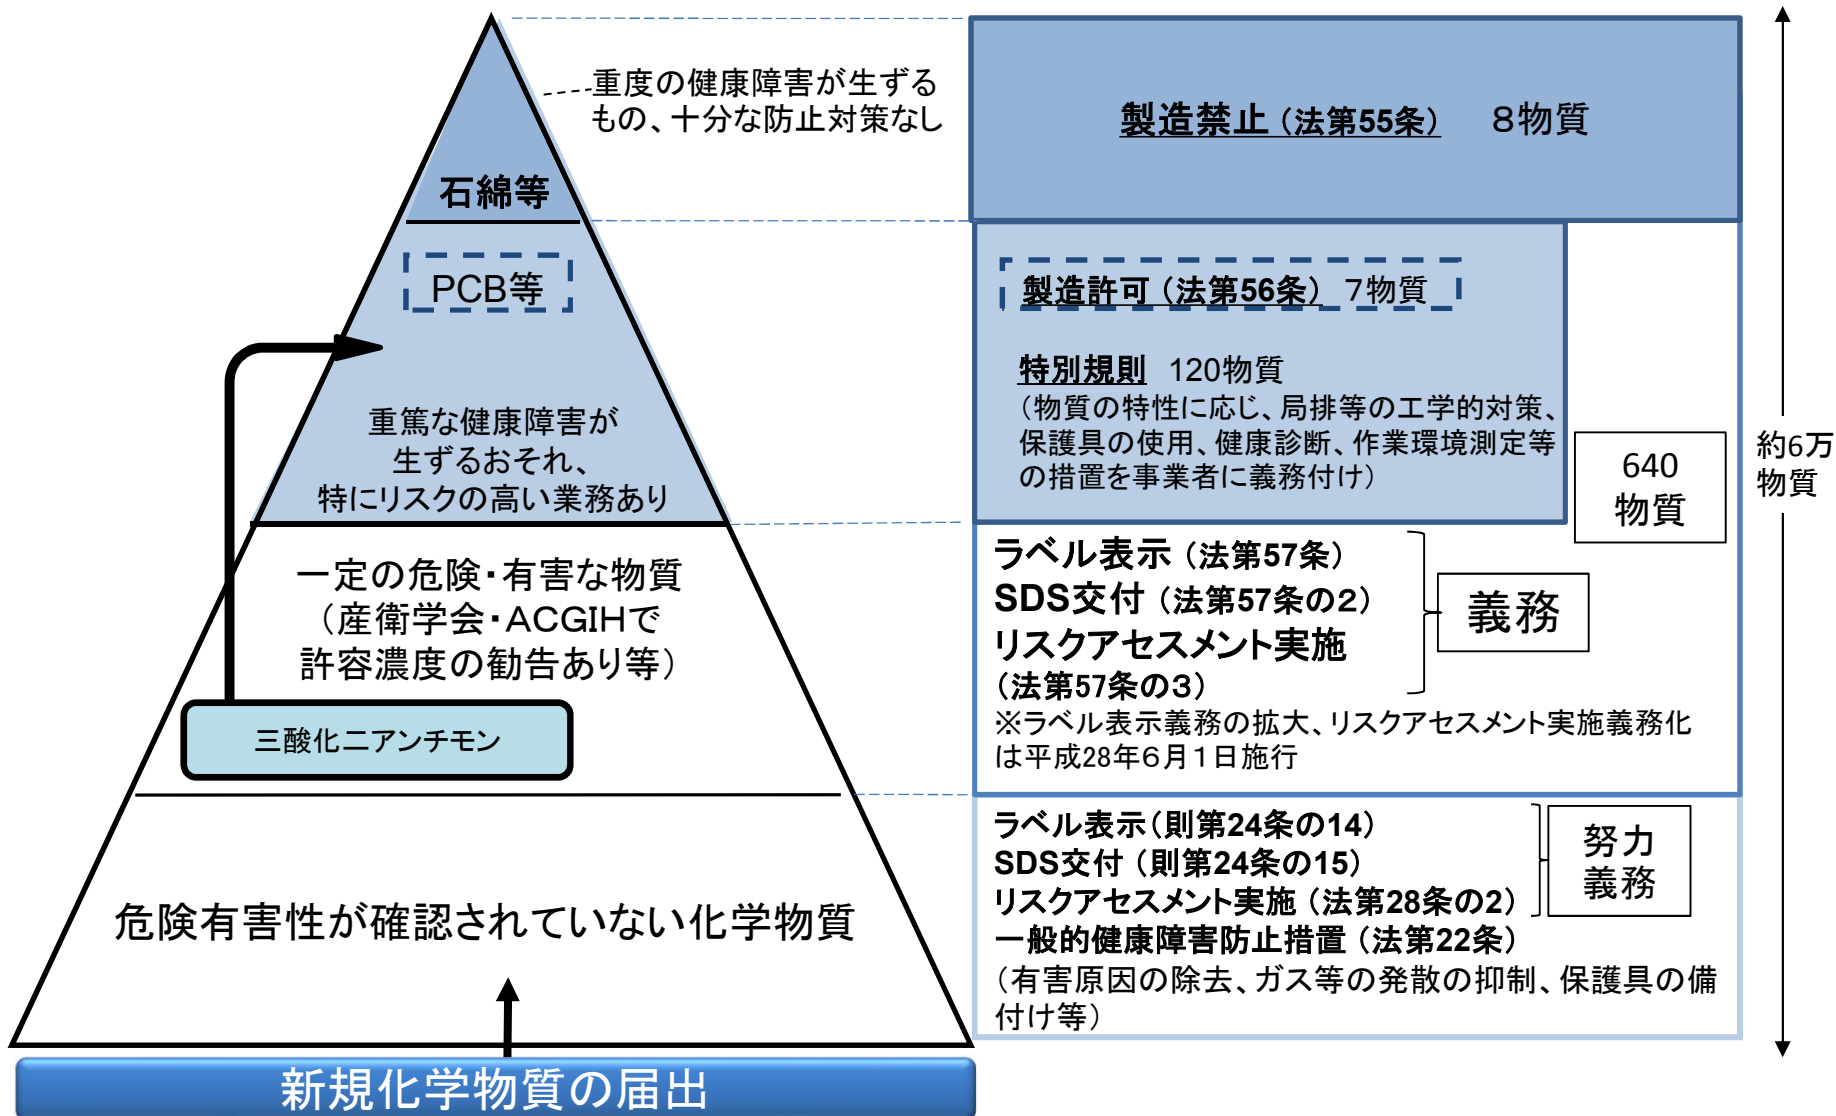 重度の健康障害が生ずる
もの、十分な防止対策なし
石綿等
PCB等
重篤な健康障害が
生ずるおそれ、
特にリスクの高い業務あり
一定の危険・有害な物質
（産衛学会・ACGIHで
許容濃度の勧告あり等）
三酸化二アンチモン
危険有害性が確認されていない化学物質
新規化学物質の届出
製造禁止（法第55条）　８物質
製造許可（法第56条）　７物質
特別規則　120物質
（物質の特性に応じ、局排等の工学的対策、
保護具の使用、健康診断、作業環境測定等
の措置を事業者に義務付け）
640
物質
約6万
物質
ラベル表示（法第57条）
SDS交付（法第57条の２）
リスクアセスメント実施
（法第57条の３）
義務
※ラベル表示義務の拡大、リスクアセスメント実施義務化
は平成28年６月１日施行
ラベル表示（則第24条の14）
SDS交付（則第24条の15）
リスクアセスメント実施（法第28条の2）
努力
義務
一般的健康障害防止措置（法第22条）
（有害原因の除去、ガス等の発散の抑制、保護具の備
付け等）